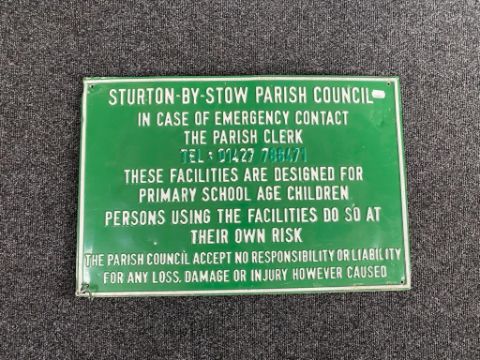 STURTON-BY-STOW PARISH COUNCIL
IN CASE OF EMERGENCY CONTACT
THE PARISH CLERK
TEL : 01427 788471
THESE FACILITIES ARE DESIGNED FOR
PRIMARY SCHOOL AGE CHILDREN
PERSONS USING THE FACILITIES DO SO AT
THEIR OWN RISK
THE PARISH COUNCIL ACCEPT NO RESPONSIBILITY OR LIABILITY
FOR ANY LOSS, DAMAGE OR INJURY HOWEVER CAUSED